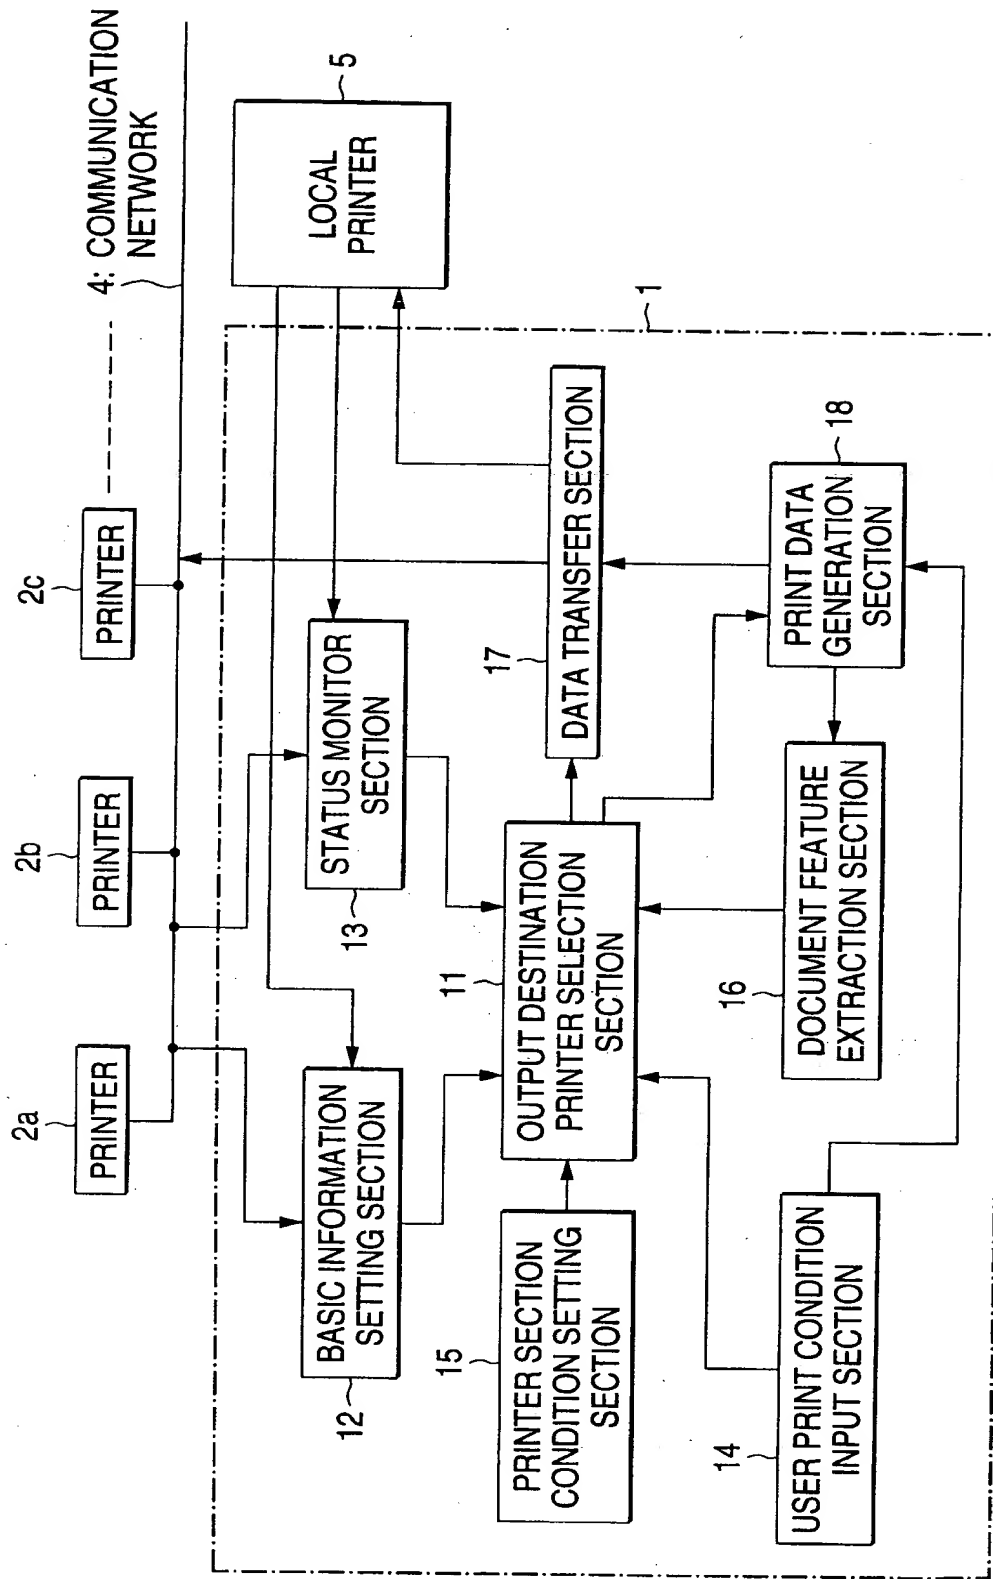 2a
PRINTER
2b
PRINTER
2c
PRINTER
4: COMMUNICATION
NETWORK
5
LOCAL
PRINTER
1
12
BASIC INFORMATION
SETTING SECTION
13
STATUS MONITOR
SECTION
15
PRINTER SECTION
CONDITION SETTING
SECTION
11
OUTPUT DESTINATION
PRINTER SELECTION
SECTION
17
DATA TRANSFER SECTION
14
USER PRINT CONDITION
INPUT SECTION
16
DOCUMENT FEATURE
EXTRACTION SECTION
18
PRINT DATA
GENERATION
SECTION